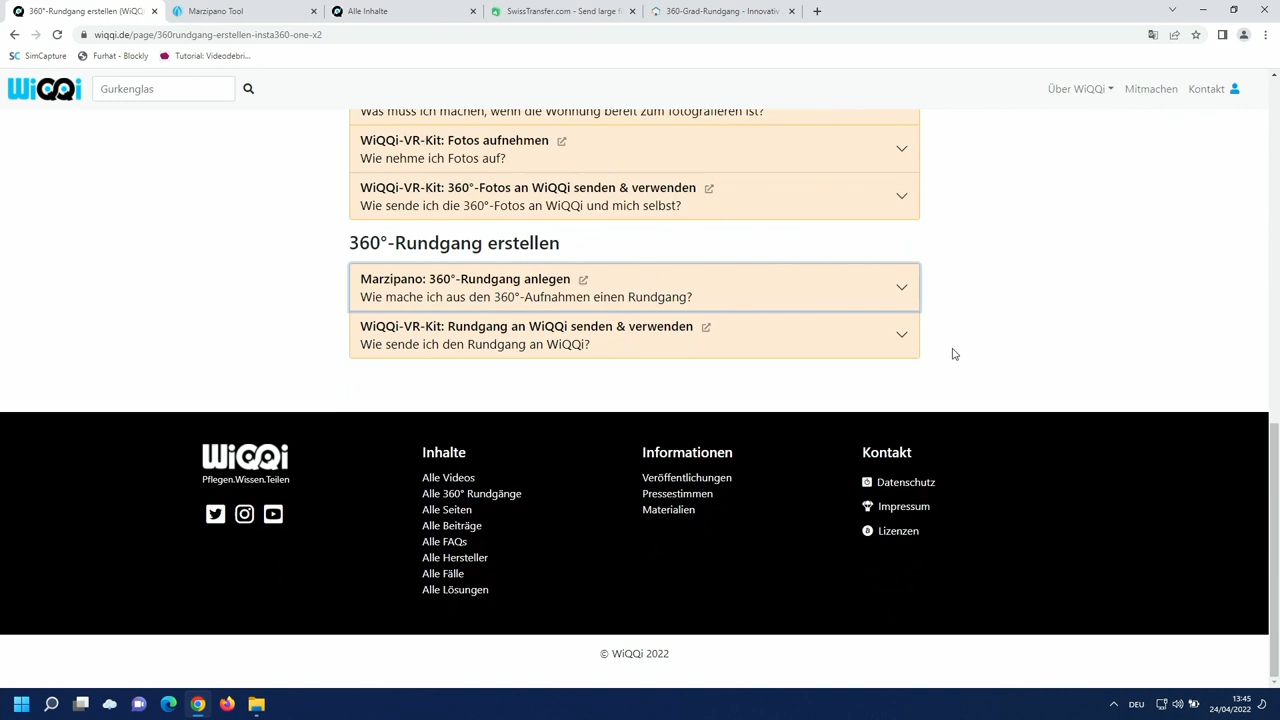 360°-Rundgang erstellen (WiQQi
Marzipano Tool
Alle Inhalte
SwissTransfer.com - Send large f
360-Grad-Rundgang - Innovativ
wiqqi.de/page/360rundgang-erstellen-insta360-one-x2
SC SimCapture
Furhat - Blockly
Tutorial: Videodebri...
WiQQi
Gurkenglas
Über WiQQi
Mitmachen
Kontakt
Was muss ich machen, wenn die Wohnung bereit zum fotografieren ist?
WiQQi-VR-Kit: Fotos aufnehmen
Wie nehme ich Fotos auf?
WiQQi-VR-Kit: 360°-Fotos an WiQQi senden & verwenden
Wie sende ich die 360°-Fotos an WiQQi und mich selbst?
360°-Rundgang erstellen
Marzipano: 360°-Rundgang anlegen
Wie mache ich aus den 360°-Aufnahmen einen Rundgang?
WiQQi-VR-Kit: Rundgang an WiQQi senden & verwenden
Wie sende ich den Rundgang an WiQQi?
WiQQi
Pflegen.Wissen.Teilen
Inhalte
Alle Videos
Alle 360° Rundgänge
Alle Seiten
Alle Beiträge
Alle FAQs
Alle Hersteller
Alle Fälle
Alle Lösungen
Informationen
Veröffentlichungen
Pressestimmen
Materialien
Kontakt
Datenschutz
Impressum
Lizenzen
© WiQQi 2022
DEU
13:45
24/04/2022